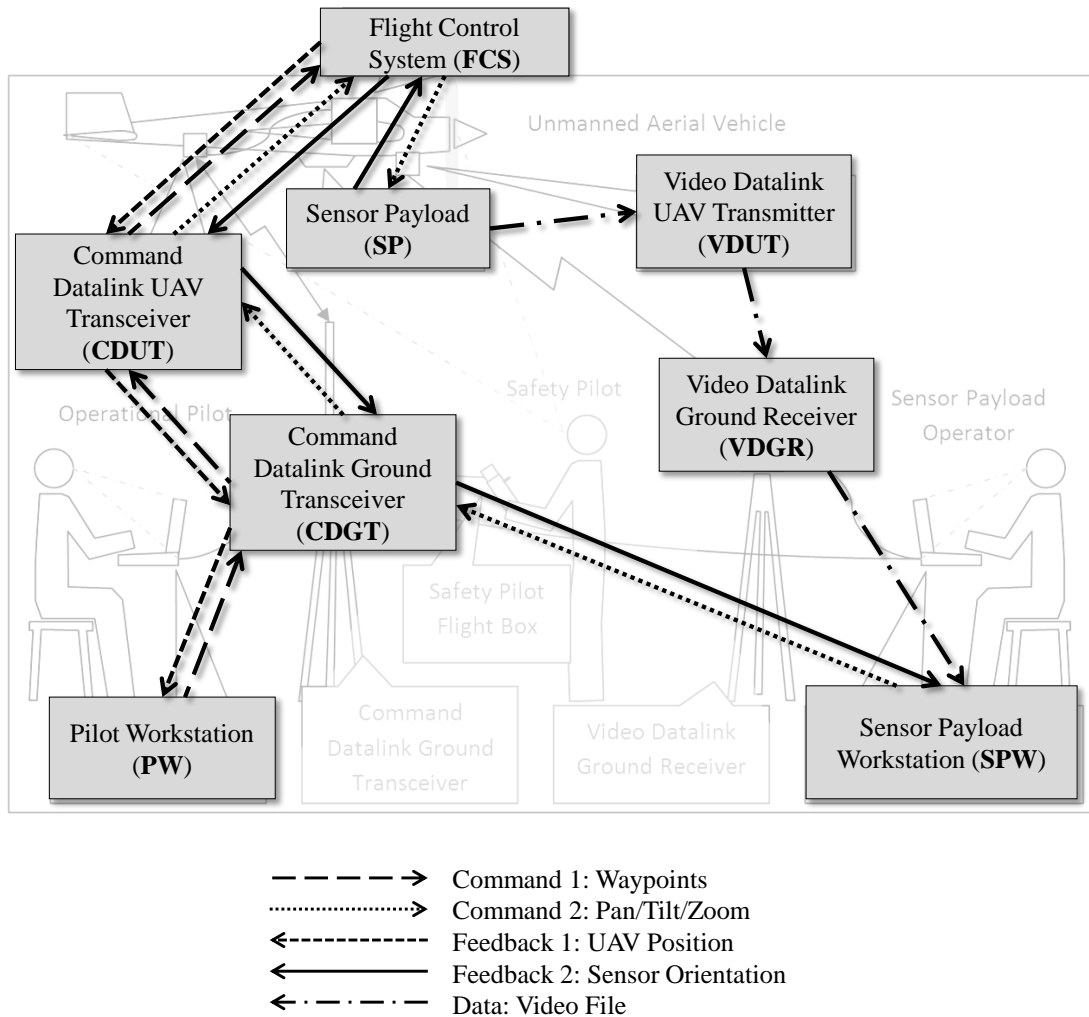 Flight Control
System (FCS)
Unmanned Aerial Vehicle
Sensor Payload
(SP)
Video Datalink
UAV Transmitter
(VDUT)
Command
Datalink UAV
Transceiver
(CDUT)
Operational Pilot
Safety Pilot
Video Datalink
Ground Receiver
(VDGR)
Sensor Payload
Operator
Command
Datalink Ground
Transceiver
(CDGT)
Safety Pilot
Flight Box
Pilot Workstation
(PW)
Command
Datalink Ground
Transceiver
Video Datalink
Ground Receiver
Sensor Payload
Workstation (SPW)
Command 1: Waypoints
Command 2: Pan/Tilt/Zoom
Feedback 1: UAV Position
Feedback 2: Sensor Orientation
Data: Video File